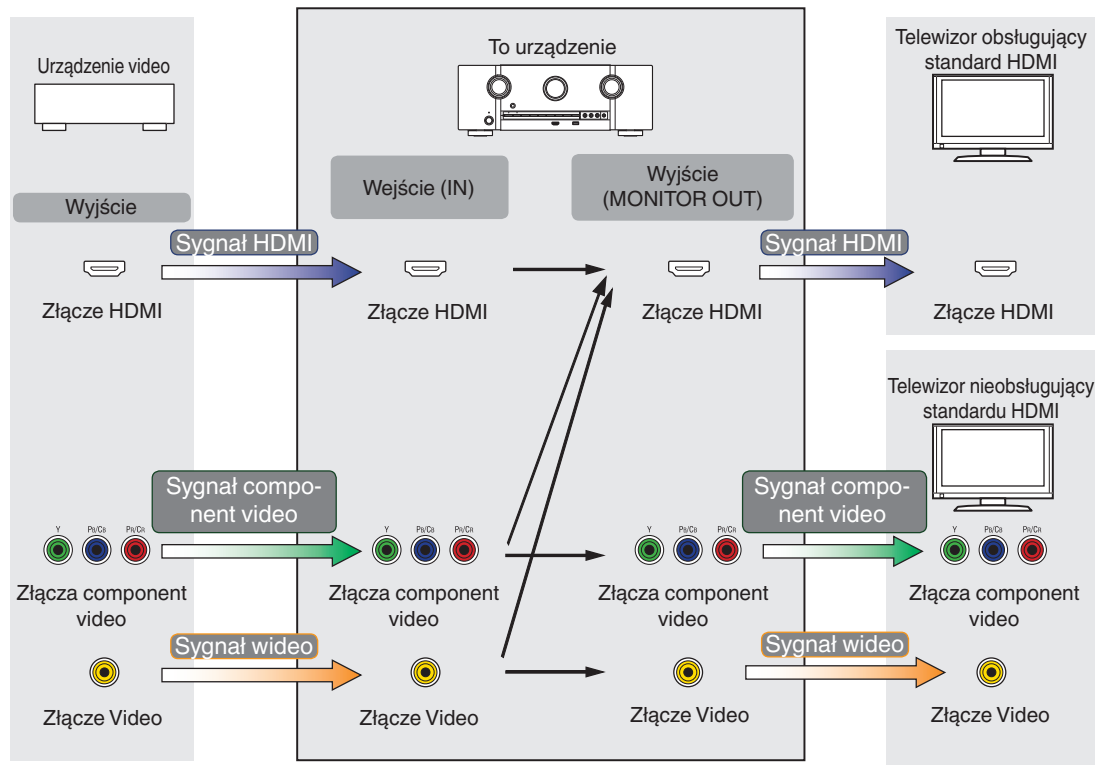 Urządzenie video
To urządzenie
Telewizor obsługujący
standard HDMI
Wyjście
Wejście (IN)
Wyjście
(MONITOR OUT)
Sygnał HDMI
Sygnał HDMI
Złącze HDMI
Złącze HDMI
Złącze HDMI
Złącze HDMI
Telewizor nieobsługujący
standardu HDMI
Sygnał compo-
nent video
Sygnał compo-
nent video
Y PB/CB PR/CR
Y PB/CB PR/CR
Y PB/CB PR/CR
Y PB/CB PR/CR
Złącza component
video
Złącza component
video
Złącza component
video
Złącza component
video
Sygnał wideo
Sygnał wideo
Złącze Video
Złącze Video
Złącze Video
Złącze Video